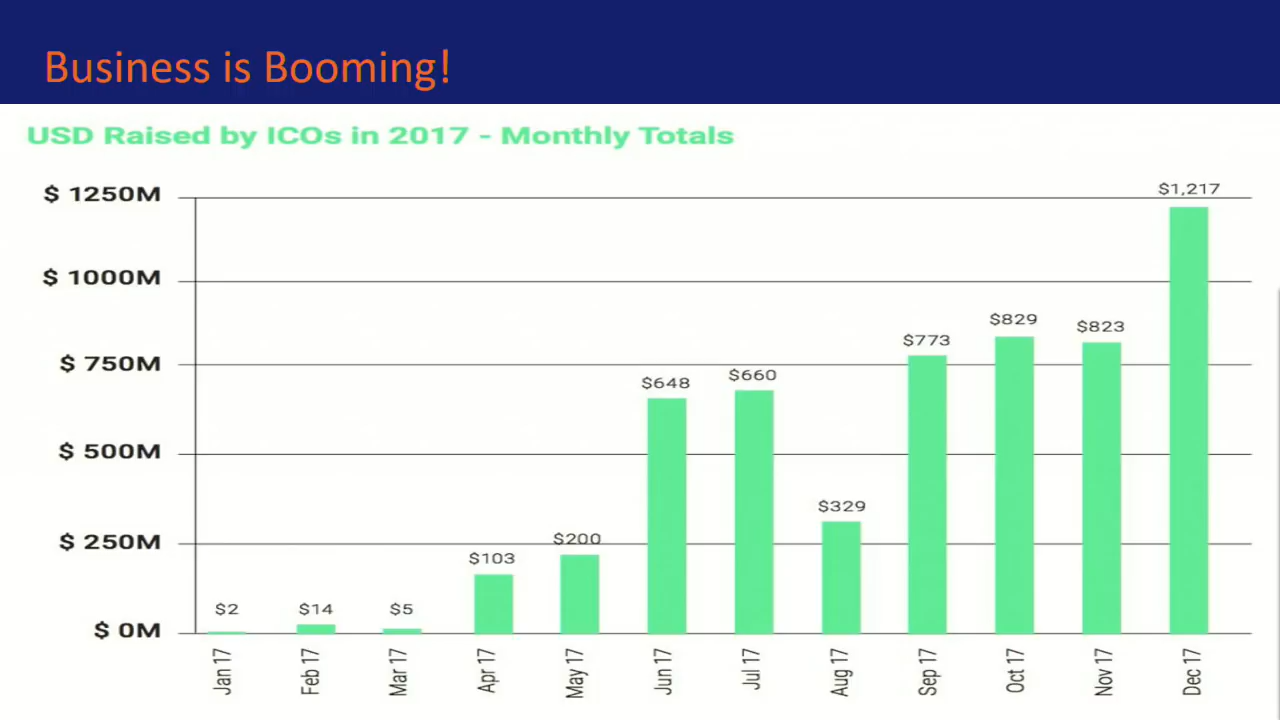 Business is Booming!
USD Raised by ICOs in 2017 - Monthly Totals
$ 1250M
$ 1000M
$ 750M
$ 500M
$ 250M
$ 0M
$2
$14
$5
$103
$200
$648
$660
$329
$773
$829
$823
$1,217
Jan 17
Feb 17
Mar 17
Apr 17
May 17
Jun 17
Jul 17
Aug 17
Sep 17
Oct 17
Nov 17
Dec 17